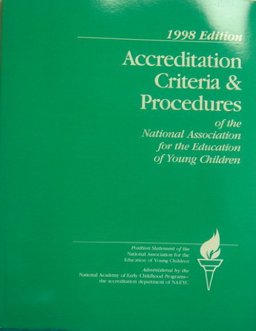 1998 Edition
Accreditation
Criteria &
Procedures
of the
National Association
for the Education
of Young Children
Position Statement of the
National Association for the
Education of Young Children
Administered by the
National Academy of Early Childhood Programs—
the accreditation department of NAEYC